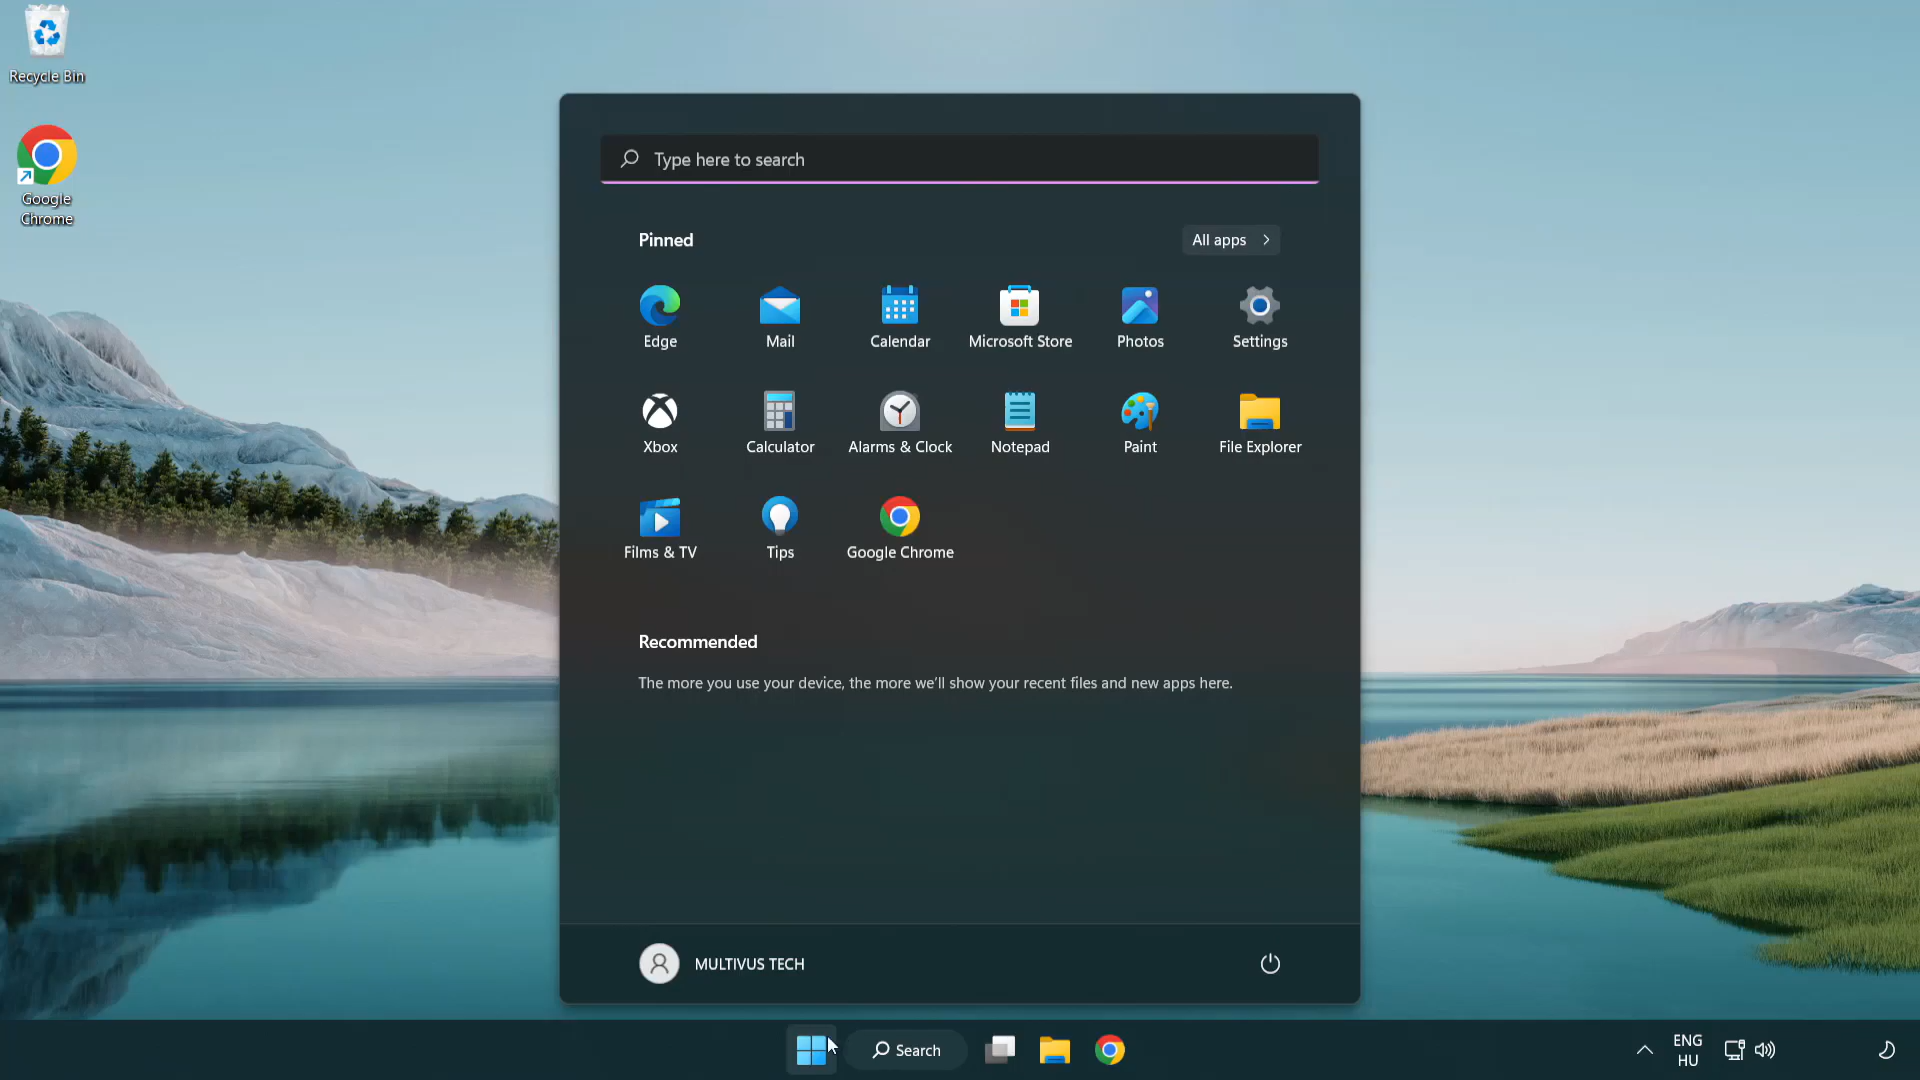 Recycle Bin
Google
Chrome
Type here to search
Pinned
All apps
Edge
Mail
Calendar
Microsoft Store
Photos
Settings
Xbox
Calculator
Alarms & Clock
Notepad
Paint
File Explorer
Films & TV
Tips
Google Chrome
Recommended
The more you use your device, the more we'll show your recent files and new apps here.
MULTIVUS TECH
Search
ENG
HU